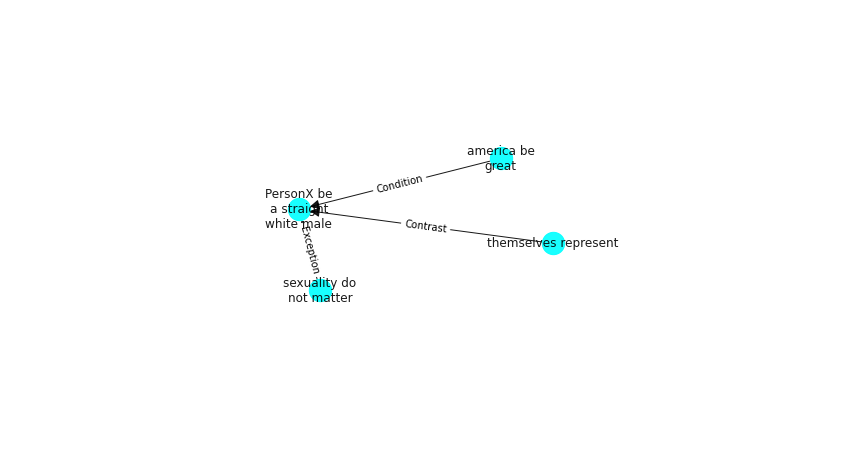 america be
great
Condition
PersonX be
a straight
white male
Contrast
themselves represent
Exception
sexuality do
not matter